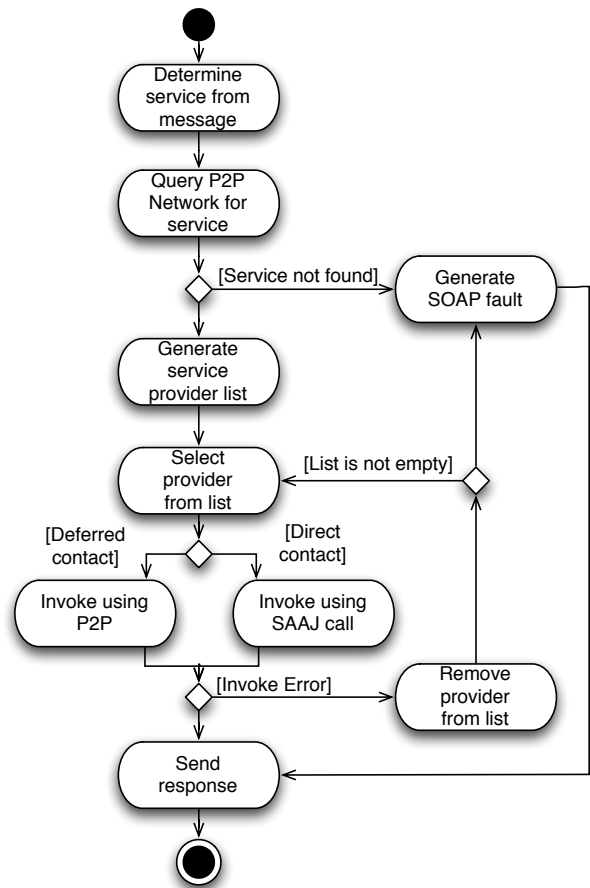 Determine
service from
message
Query P2P
Network for
service
[Service not found]
Generate
SOAP fault
Generate
service
provider list
Select
provider
from list
[List is not empty]
[Deferred
contact]
[Direct
contact]
Invoke using
P2P
Invoke using
SAAJ call
[Invoke Error]
Remove
provider
from list
Send
response